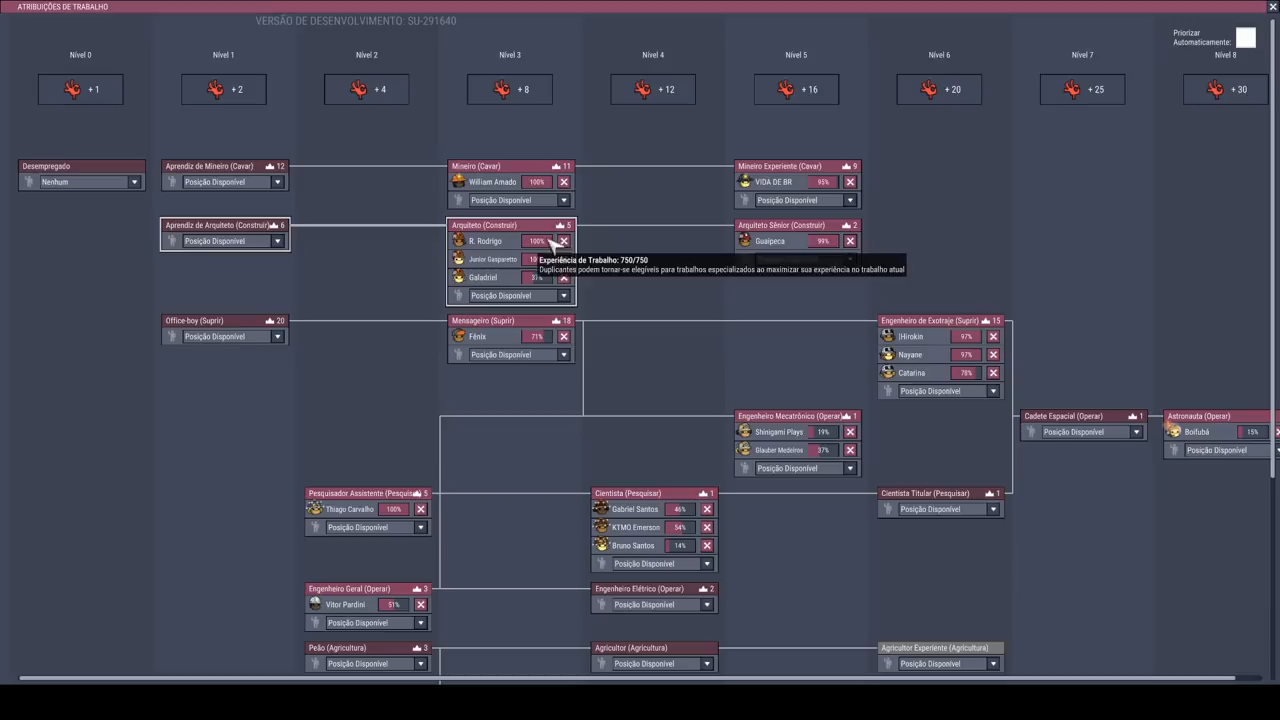 ATRIBUIÇÕES DE TRABALHO
VERSÃO DE DESENVOLVIMENTO: SU-291640
Priorizar
Automaticamente:
Nível 0
Nível 1
Nível 2
Nível 3
Nível 4
Nível 5
Nível 6
Nível 7
Nível 8
+ 1
+ 2
+ 4
+ 8
+ 12
+ 16
+ 20
+ 25
+ 30
Desempregado
Nenhum
Aprendiz de Mineiro (Cavar) 12
Posição Disponível
Mineiro (Cavar) 11
William Amado 100%
Posição Disponível
Mineiro Experiente (Cavar) 9
VIDA DE BR 95%
Posição Disponível
Aprendiz de Arquiteto (Construir) 6
Posição Disponível
Arquiteto (Construir) 5
R. Rodrigo 100%
Junior Gasparetto
Galadriel
Posição Disponível
Arquiteto Sênior (Construir) 2
Guaipeca 99%
Experiência de Trabalho: 750/750
Duplicantes podem tornar-se elegíveis para trabalhos especializados ao maximizar sua experiência no trabalho atual
Office-boy (Suprir) 20
Posição Disponível
Mensageiro (Suprir) 18
Fênix 71%
Posição Disponível
Engenheiro de Exotraje (Suprir) 15
|Hirokin 97%
Nayane 97%
Catarina 78%
Posição Disponível
Engenheiro Mecatrônico (Operar) 1
Shinigami Plays 19%
Glauber Medeiros 37%
Posição Disponível
Cadete Espacial (Operar) 1
Posição Disponível
Astronauta (Operar)
Boifubá 15%
Posição Disponível
Pesquisador Assistente (Pesquisa 5
Thiago Carvalho 100%
Posição Disponível
Cientista (Pesquisar) 1
Gabriel Santos 46%
KTMO Emerson 54%
Bruno Santos 14%
Posição Disponível
Cientista Titular (Pesquisar) 1
Posição Disponível
Engenheiro Geral (Operar) 3
Vitor Pardini 51%
Posição Disponível
Engenheiro Elétrico (Operar) 2
Posição Disponível
Peão (Agricultura) 3
Posição Disponível
Agricultor (Agricultura)
Posição Disponível
Agricultor Experiente (Agricultura)
Posição Disponível